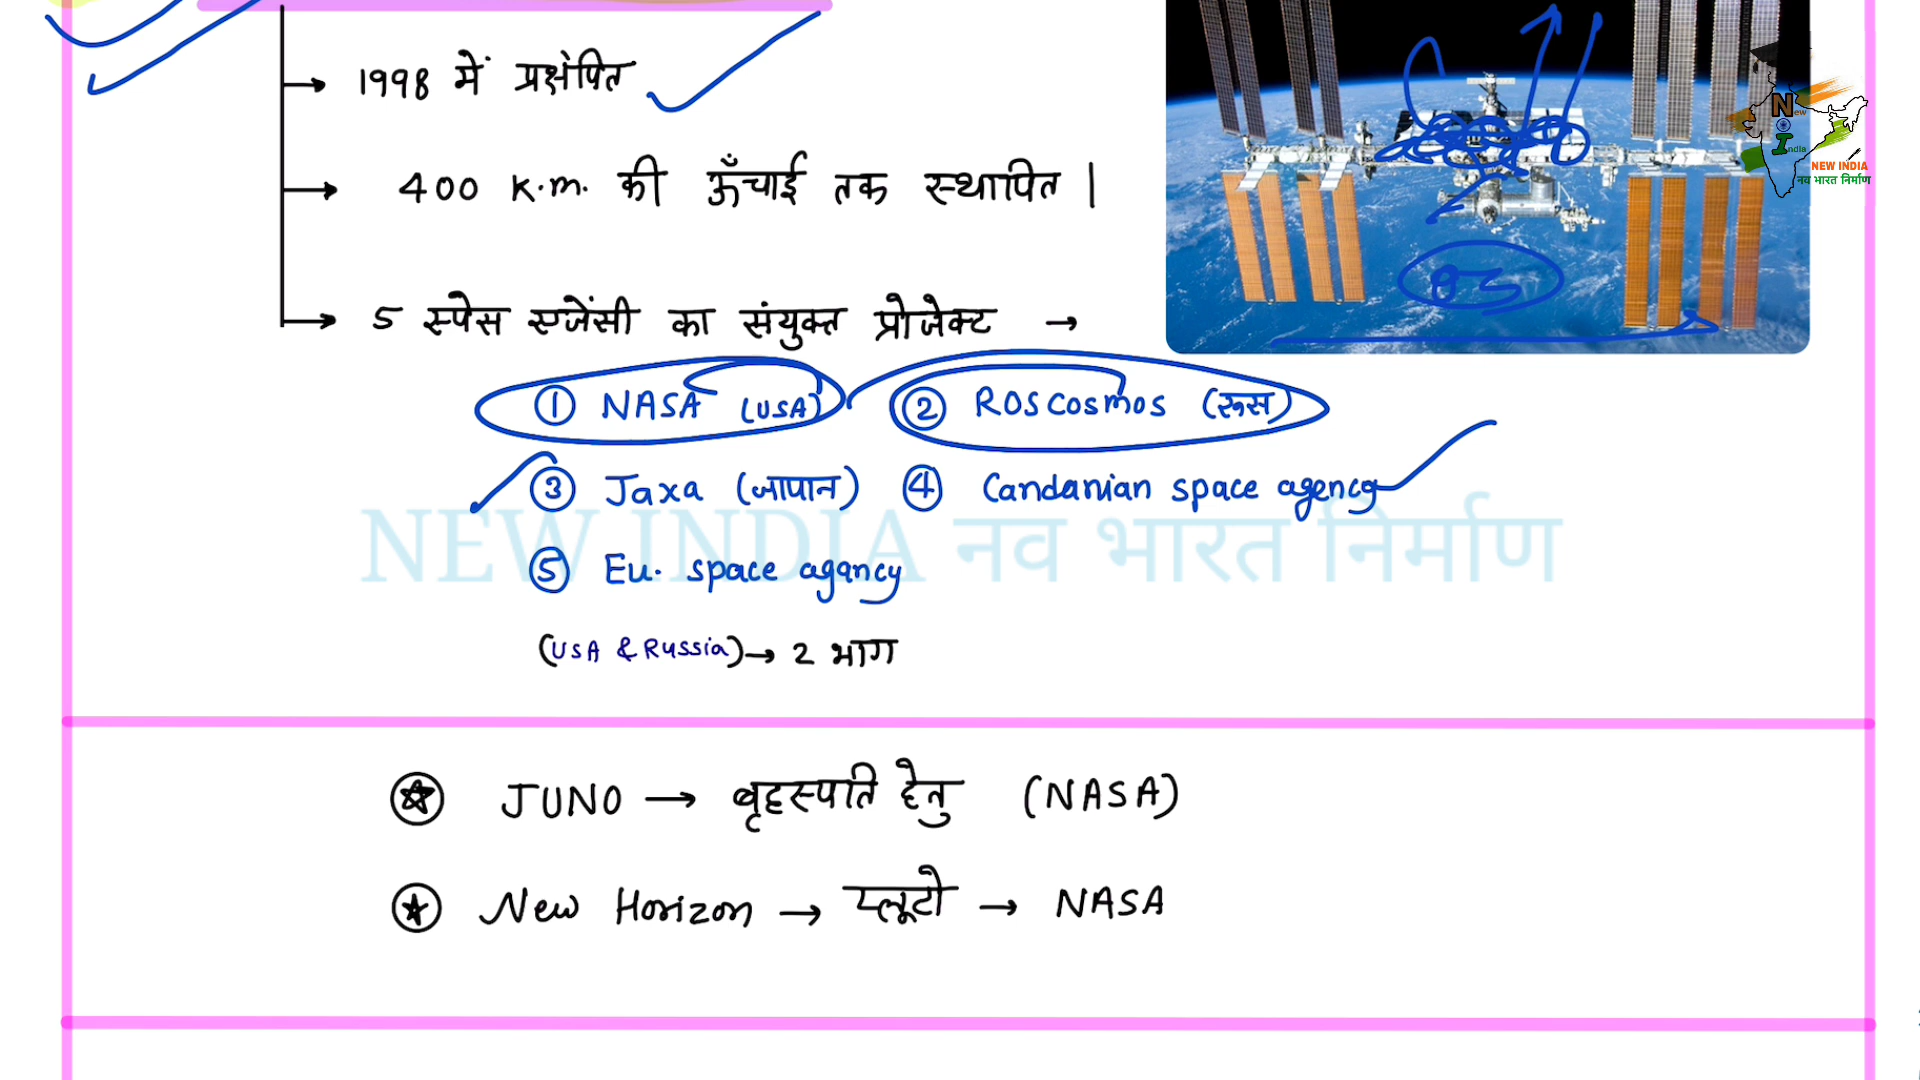 1998 में प्रक्षेपित
400 K.m. की ऊँचाई तक स्थापित |
5 स्पेस एजेंसी का संयुक्त प्रोजेक्ट →
① NASA (USA) ② ROSCOSMOS (रूस)
③ Jaxa (जापान) ④ Candanian space agency
⑤ Eu. space agancy
(USA & Russia) → 2 भाग
JUNO → बृहस्पति हेतु (NASA)
New Horizon → प्लूटो → NASA
NEW INDIA नव भारत निर्माण
New
India
NEW INDIA
नव भारत निर्माण